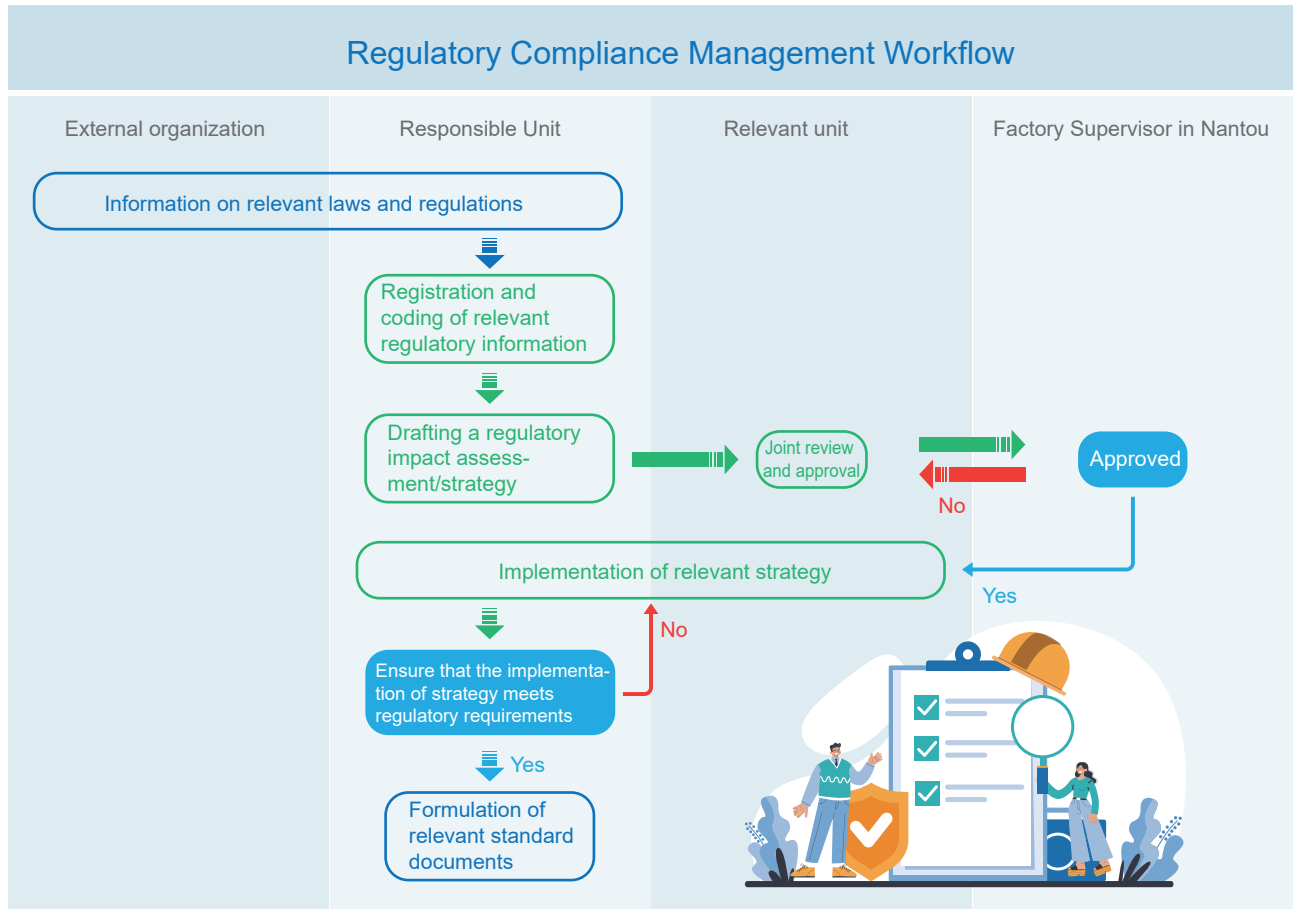 Regulatory Compliance Management Workflow
External organization
Responsible Unit
Relevant unit
Factory Supervisor in Nantou
Information on relevant laws and regulations
Registration and
coding of relevant
regulatory information
Drafting a regulatory
impact assess-
ment/strategy
Joint review
and approval
Approved
No
Implementation of relevant strategy
Yes
No
Ensure that the implementa-
tion of strategy meets
regulatory requirements
Yes
Formulation of
relevant standard
documents